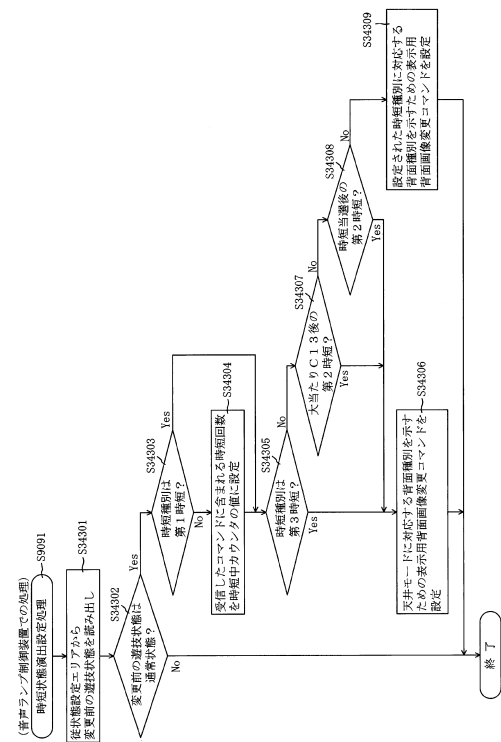 (音声ランプ制御装置での処理)
時短状態演出設定処理
S9091
従状態設定エリアから
変更前の遊技状態を読み出し
S34301
S34302
変更前の遊技状態は
通常状態？
Yes
No
S34303
時短種別は
第1時短？
Yes
No
S34304
受信したコマンドに含まれる時短回数
を時短中カウンタの値に設定
S34305
時短種別は
第3時短？
No
Yes
S34307
大当たりC13後の
第2時短？
No
Yes
S34308
時短当選後の
第2時短？
No
Yes
S34309
設定された時短種別に対応する
背面種別を示すための表示用
背面画像変更コマンドを設定
S34306
天井モードに対応する背面種別を示す
ための表示用背面画像変更コマンドを
設定
終了